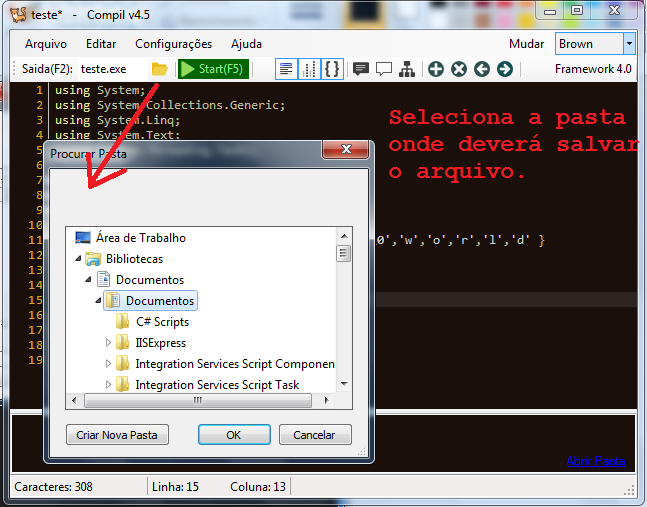 teste* - Compil v4.5
Arquivo Editar Configurações Ajuda Mudar Brown
Saida(F2): teste.exe Start(F5) Framework 4.0
1 using System;
2 using System.Collections.Generic;
3 using System.Linq;
4 using System.Text;
5
Seleciona a pasta
onde deverá salvar
o arquivo.
Procurar Pasta
Área de Trabalho
Bibliotecas
Documentos
Documentos
C# Scripts
IISExpress
Integration Services Script Componen
Integration Services Script Task
Criar Nova Pasta OK Cancelar
6
7
8
9
10
11 'w','o','r','l','d' }
12
13
14
15
16
17
18
19
Abrir Pasta
Caracteres: 308 Linha: 15 Coluna: 13